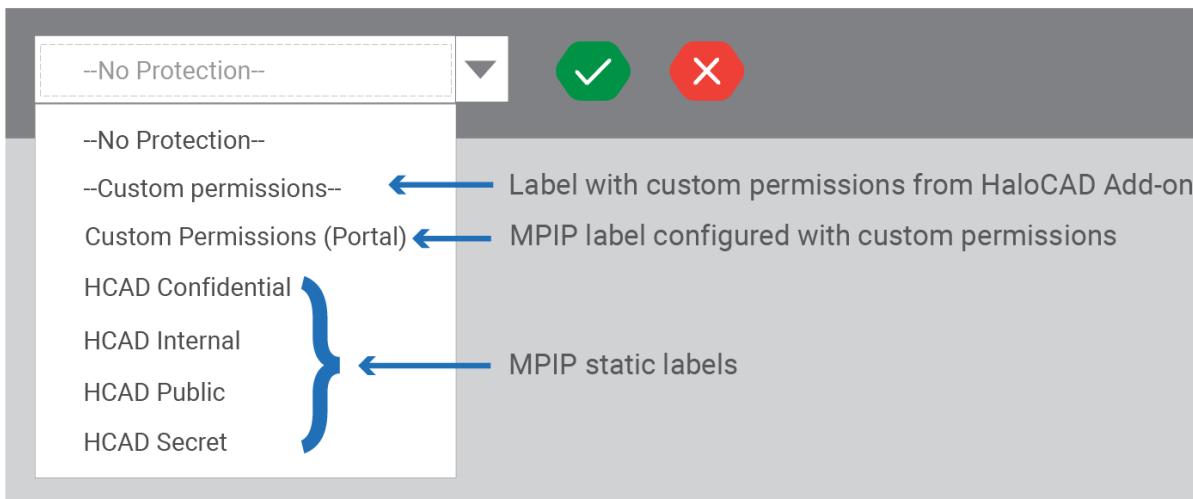 --No Protection--
--No Protection--
--Custom permissions--
Label with custom permissions from HaloCAD Add-on
Custom Permissions (Portal)
MPIP label configured with custom permissions
HCAD Confidential
HCAD Internal
MPIP static labels
HCAD Public
HCAD Secret